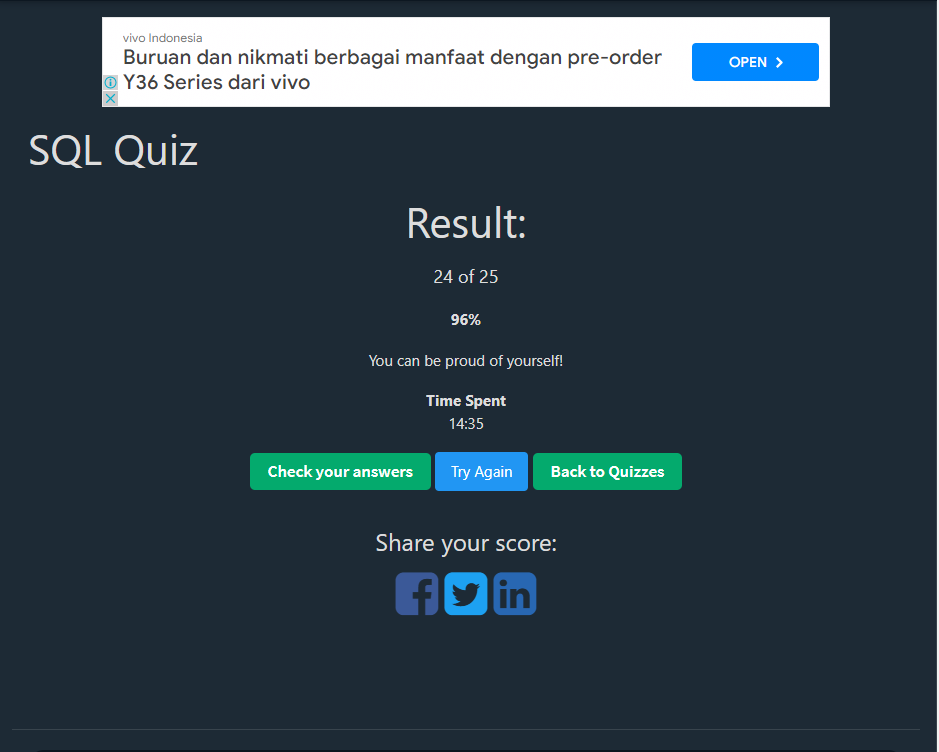 vivo Indonesia
Buruan dan nikmati berbagai manfaat dengan pre-order
Y36 Series dari vivo
OPEN
SQL Quiz
Result:
24 of 25
96%
You can be proud of yourself!
Time Spent
14:35
Check your answers Try Again Back to Quizzes
Share your score: